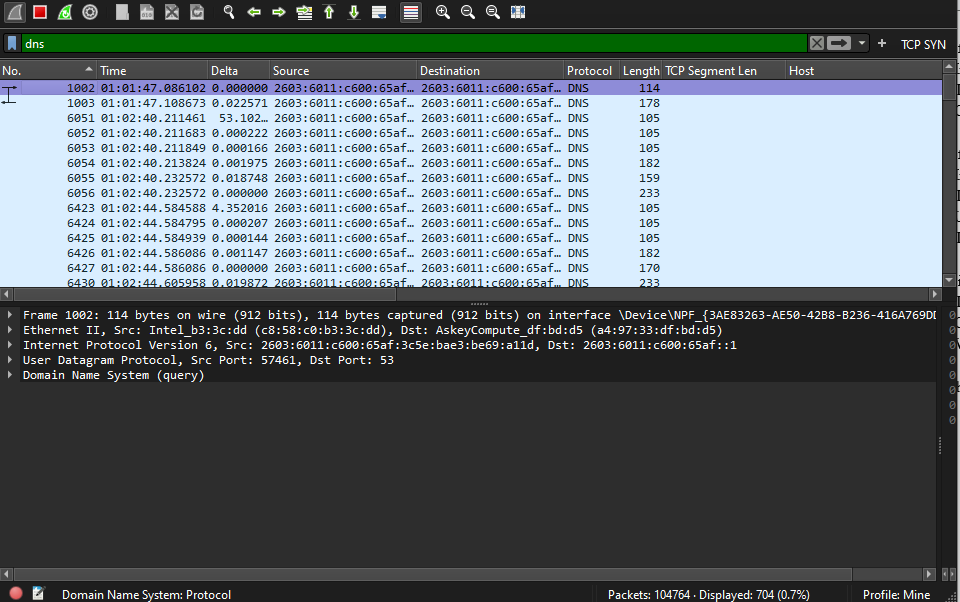 dns
TCP SYN
No. Time Delta Source Destination Protocol Length TCP Segment Len Host
1002 01:01:47.086102 0.000000 2603:6011:c600:65af… 2603:6011:c600:65af… DNS 114
1003 01:01:47.108673 0.022571 2603:6011:c600:65af… 2603:6011:c600:65af… DNS 178
6051 01:02:40.211461 53.102… 2603:6011:c600:65af… 2603:6011:c600:65af… DNS 105
6052 01:02:40.211683 0.000222 2603:6011:c600:65af… 2603:6011:c600:65af… DNS 105
6053 01:02:40.211849 0.000166 2603:6011:c600:65af… 2603:6011:c600:65af… DNS 105
6054 01:02:40.213824 0.001975 2603:6011:c600:65af… 2603:6011:c600:65af… DNS 182
6055 01:02:40.232572 0.018748 2603:6011:c600:65af… 2603:6011:c600:65af… DNS 159
6056 01:02:40.232572 0.000000 2603:6011:c600:65af… 2603:6011:c600:65af… DNS 233
6423 01:02:44.584588 4.352016 2603:6011:c600:65af… 2603:6011:c600:65af… DNS 105
6424 01:02:44.584795 0.000207 2603:6011:c600:65af… 2603:6011:c600:65af… DNS 105
6425 01:02:44.584939 0.000144 2603:6011:c600:65af… 2603:6011:c600:65af… DNS 105
6426 01:02:44.586086 0.001147 2603:6011:c600:65af… 2603:6011:c600:65af… DNS 182
6427 01:02:44.586086 0.000000 2603:6011:c600:65af… 2603:6011:c600:65af… DNS 170
6430 01:02:44.605958 0.019872 2603:6011:c600:65af… 2603:6011:c600:65af… DNS 233
Frame 1002: 114 bytes on wire (912 bits), 114 bytes captured (912 bits) on interface \Device\NPF_{3AE83263-AE50-42B8-B236-416A769DD
Ethernet II, Src: Intel_b3:3c:dd (c8:58:c0:b3:3c:dd), Dst: AskeyCompute_df:bd:d5 (a4:97:33:df:bd:d5)
Internet Protocol Version 6, Src: 2603:6011:c600:65af:3c5e:bae3:be69:a11d, Dst: 2603:6011:c600:65af::1
User Datagram Protocol, Src Port: 57461, Dst Port: 53
Domain Name System (query)
Domain Name System: Protocol
Packets: 104764 · Displayed: 704 (0.7%)
Profile: Mine